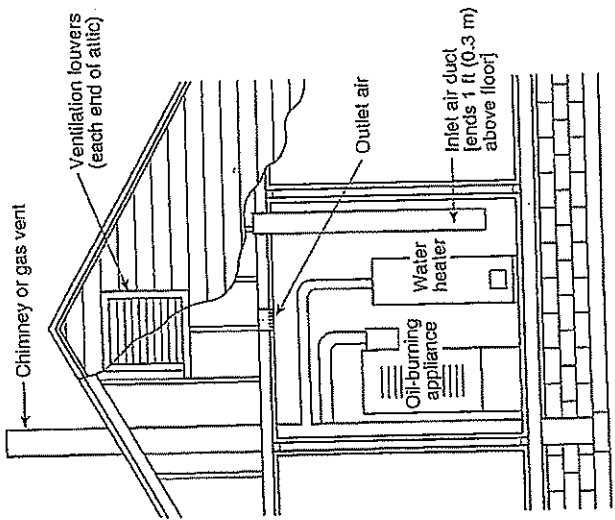 Chimney or gas vent
Ventilation louvers
(each end of attic)
Outlet air
Inlet air duct
[ends 1 ft (0.3 m)
above floor]
Water
heater
Oil-burning
appliance